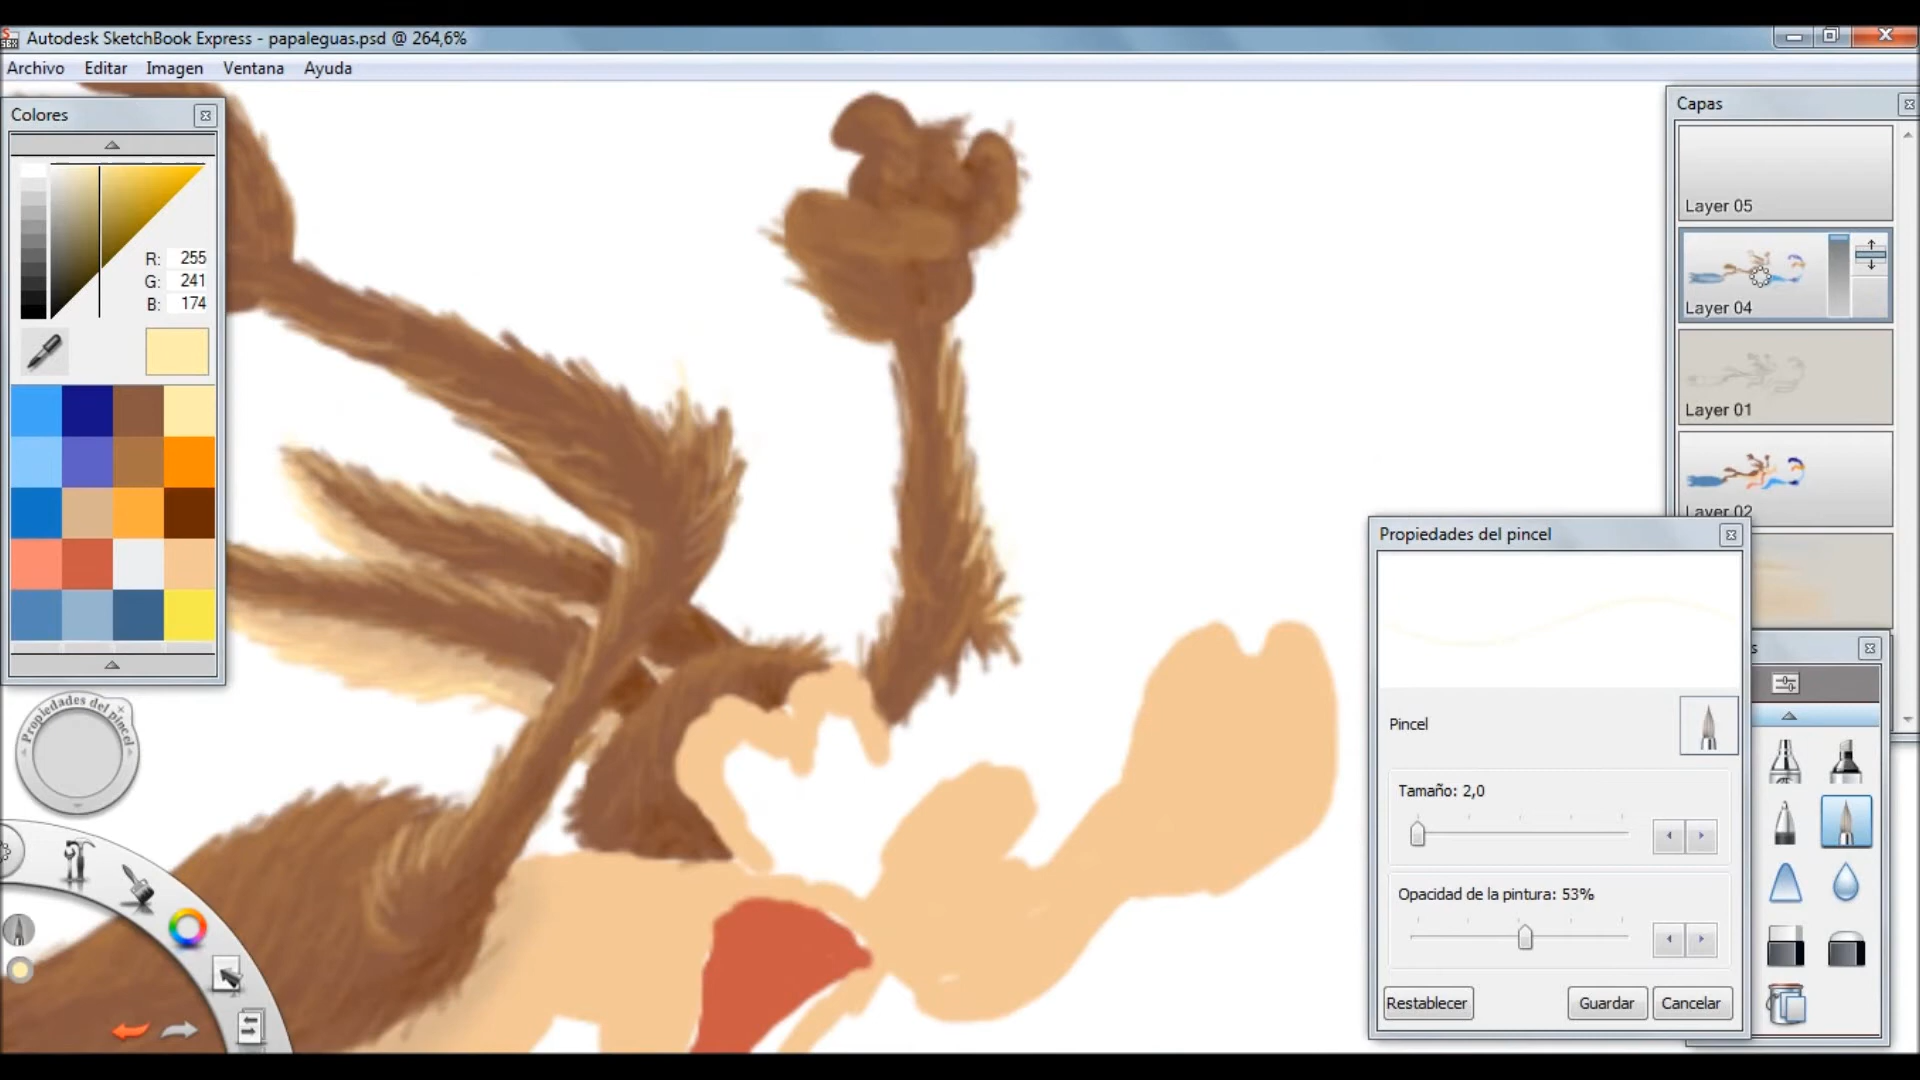 Autodesk SketchBook Express - papaleguas.psd @ 264,6%
Archivo Editar Imagen Ventana Ayuda
Colores
R: 255
G: 241
B: 174
Propiedades del pincel
Capas
Layer 05
Layer 04
Layer 01
Layer 02
Propiedades del pincel
Pincel
Tamaño: 2,0
Opacidad de la pintura: 53%
Restablecer Guardar Cancelar